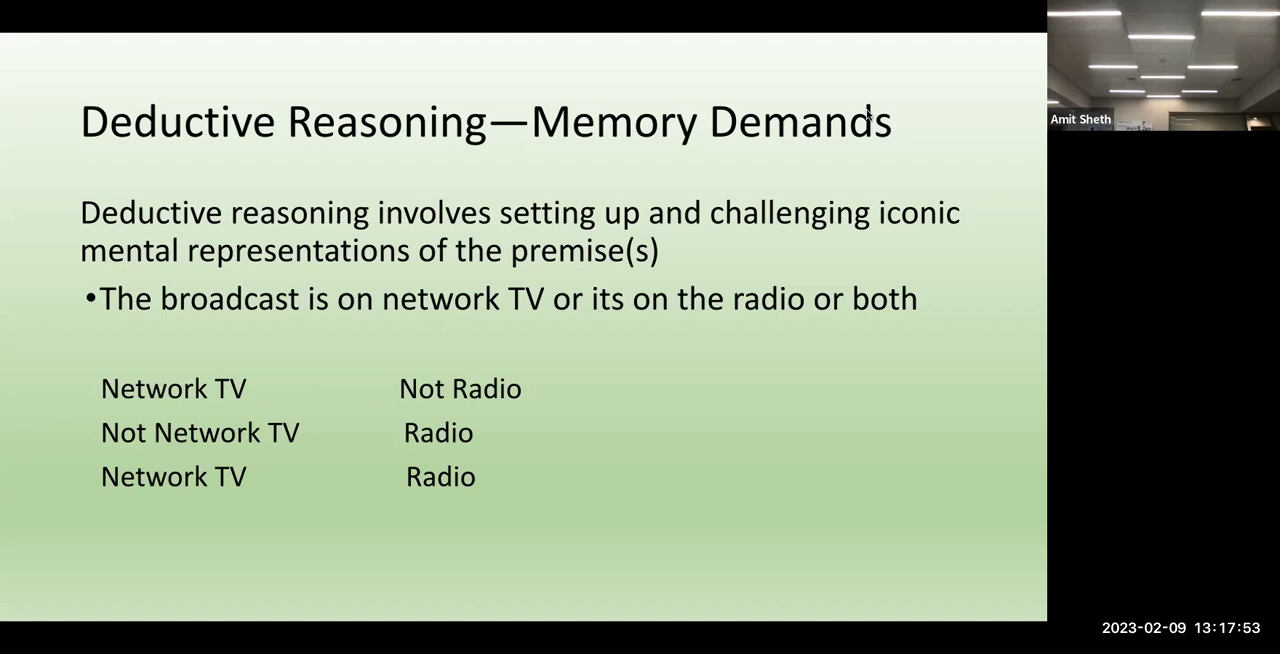 Deductive Reasoning—Memory Demands
Deductive reasoning involves setting up and challenging iconic
mental representations of the premise(s)
•The broadcast is on network TV or its on the radio or both
Network TV Not Radio
Not Network TV Radio
Network TV Radio
Amit Sheth
2023-02-09 13:17:53